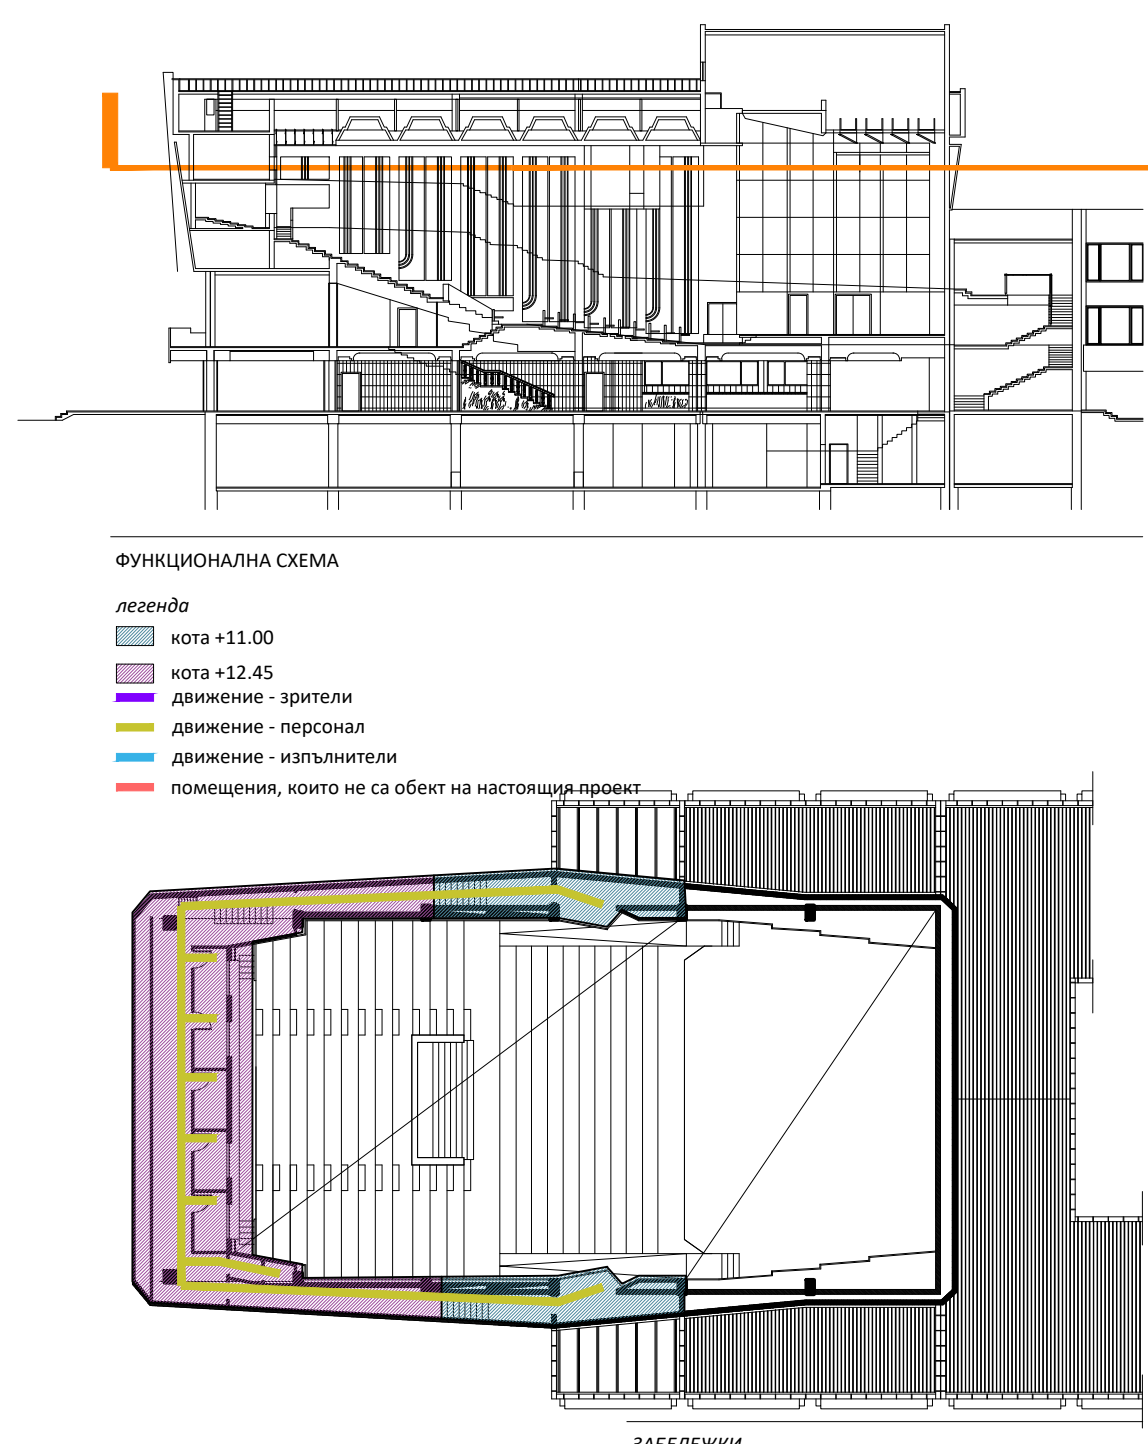 ФУНКЦИОНАЛНА СХЕМА
легенда
кота +11.00
кота +12.45
движение - зрители
движение - персонал
движение - изпълнители
помещения, които не са обект на настоящия проект
ЗАБЕЛЕЖКИ